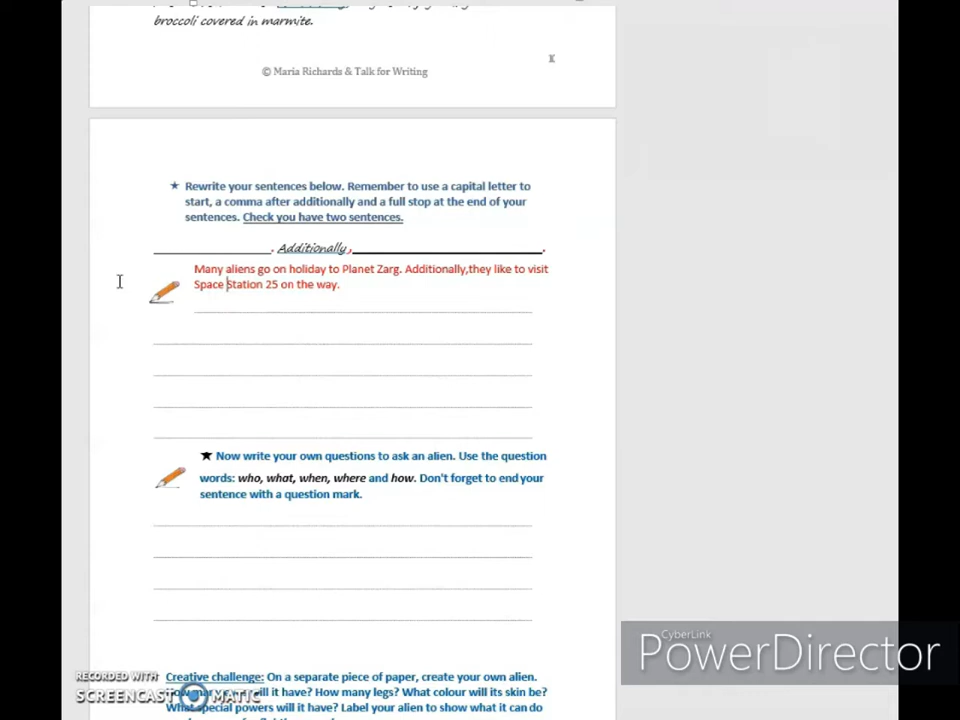 broccoli covered in marmite.
© Maria Richards & Talk for Writing
★ Rewrite your sentences below. Remember to use a capital letter to
start, a comma after additionally and a full stop at the end of your
sentences. Check you have two sentences.
. Additionally, .
Many aliens go on holiday to Planet Zarg. Additionally,they like to visit
Space Station 25 on the way.
★ Now write your own questions to ask an alien. Use the question
words: who, what, when, where and how. Don't forget to end your
sentence with a question mark.
Creative challenge: On a separate piece of paper, create your own alien.
will it have? How many legs? What colour will its skin be?
What special powers will it have? Label your alien to show what it can do
RECORDED WITH
SCREENCAST MATIC
CyberLink
PowerDirector